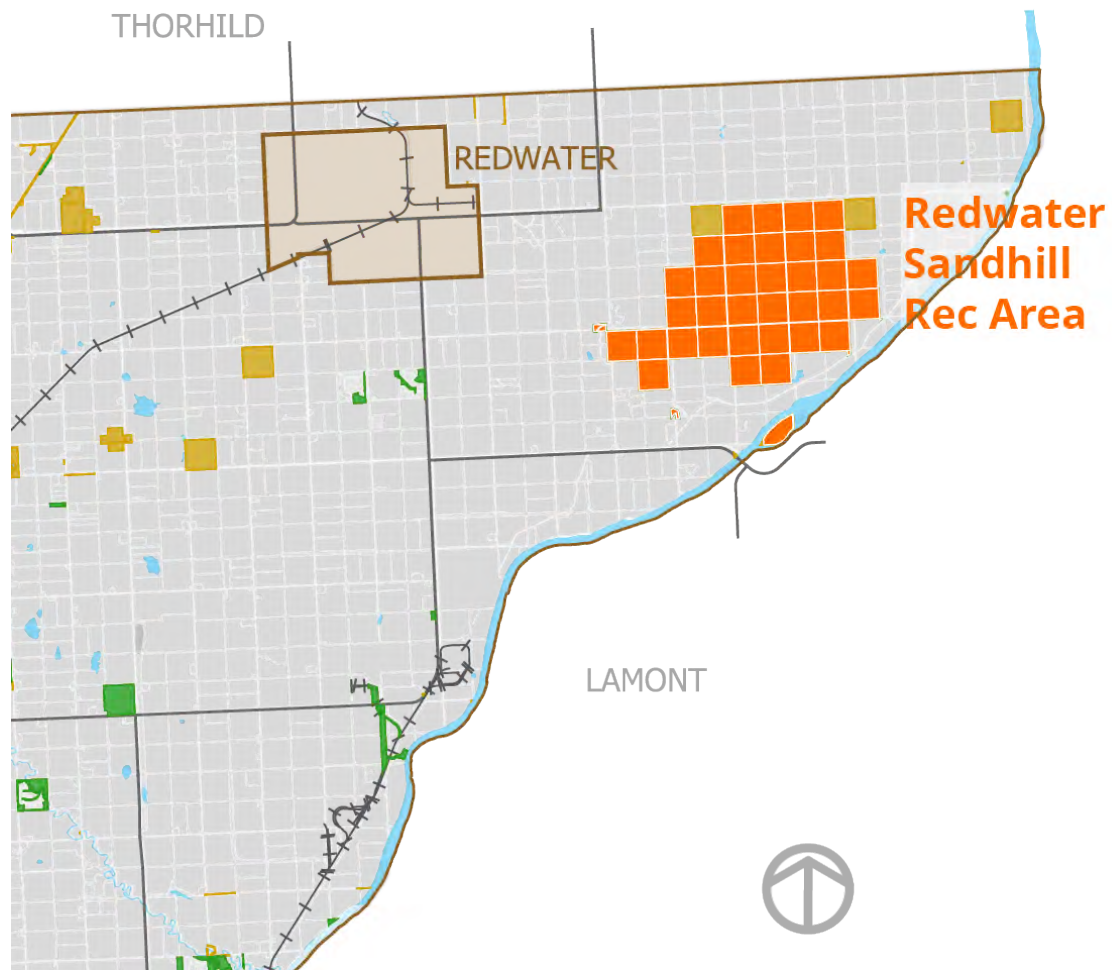 THORHILD
REDWATER
Redwater
Sandhill
Rec Area
LAMONT